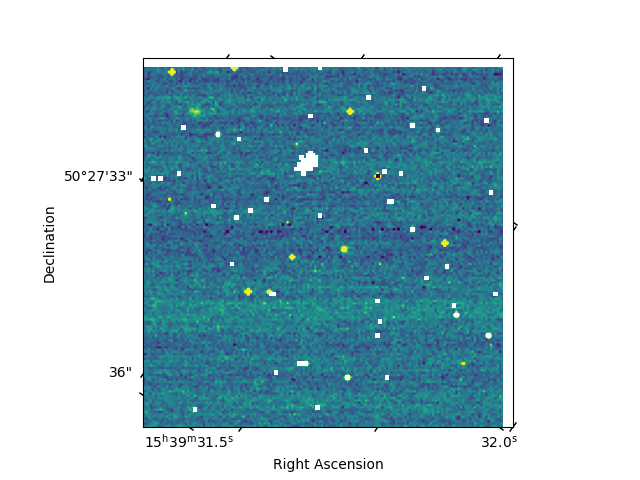 50°27'33"
36"
Declination
15ʰ39ᵐ31.5ˢ
32.0ˢ
Right Ascension